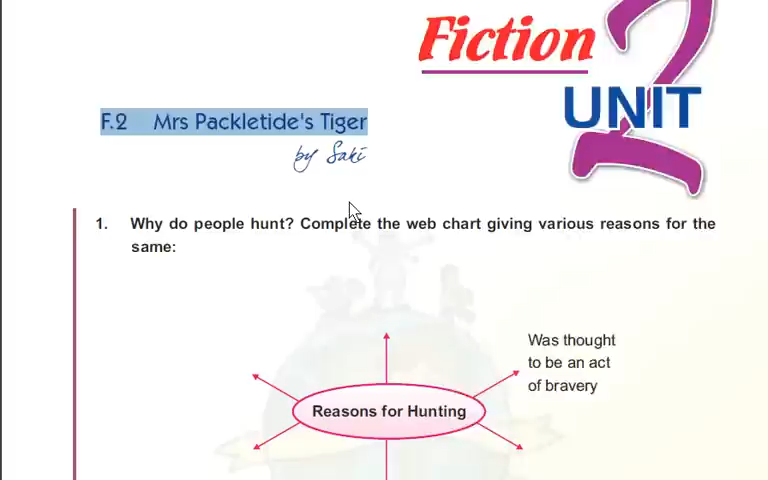 Fiction
2
UNIT
F.2 Mrs Packletide's Tiger
by Saki
1. Why do people hunt? Complete the web chart giving various reasons for the
same:
Was thought
to be an act
of bravery
Reasons for Hunting